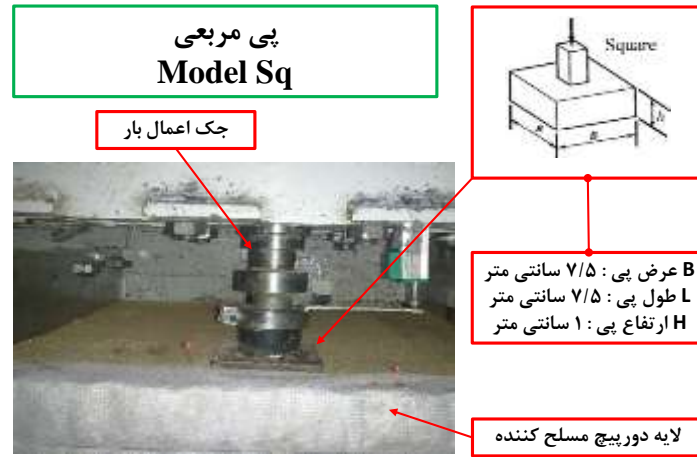 پی مربعی
Model Sq
جک اعمال بار
Square
B
B
h
B عرض پی : ۷/۵ سانتی متر
L طول پی : ۷/۵ سانتی متر
H ارتفاع پی : ۱ سانتی متر
لایه دورپیچ مسلح کننده